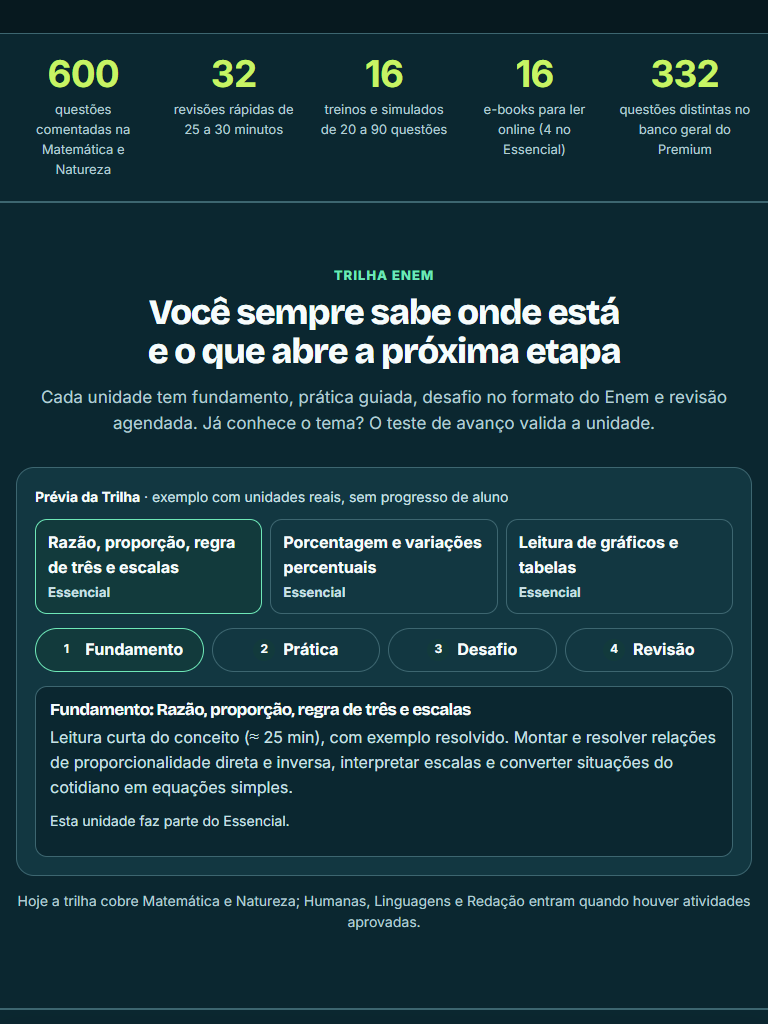 600
questões
comentadas na
Matemática e
Natureza
32
revisões rápidas de
25 a 30 minutos
16
treinos e simulados
de 20 a 90 questões
16
e-books para ler
online (4 no
Essencial)
332
questões distintas no
banco geral do
Premium
TRILHA ENEM
Você sempre sabe onde está
e o que abre a próxima etapa
Cada unidade tem fundamento, prática guiada, desafio no formato do Enem e revisão
agendada. Já conhece o tema? O teste de avanço valida a unidade.
Prévia da Trilha · exemplo com unidades reais, sem progresso de aluno
Razão, proporção, regra
de três e escalas
Essencial
Porcentagem e variações
percentuais
Essencial
Leitura de gráficos e
tabelas
Essencial
1 Fundamento
2 Prática
3 Desafio
4 Revisão
Fundamento: Razão, proporção, regra de três e escalas
Leitura curta do conceito (≈ 25 min), com exemplo resolvido. Montar e resolver relações
de proporcionalidade direta e inversa, interpretar escalas e converter situações do
cotidiano em equações simples.
Esta unidade faz parte do Essencial.
Hoje a trilha cobre Matemática e Natureza; Humanas, Linguagens e Redação entram quando houver atividades
aprovadas.